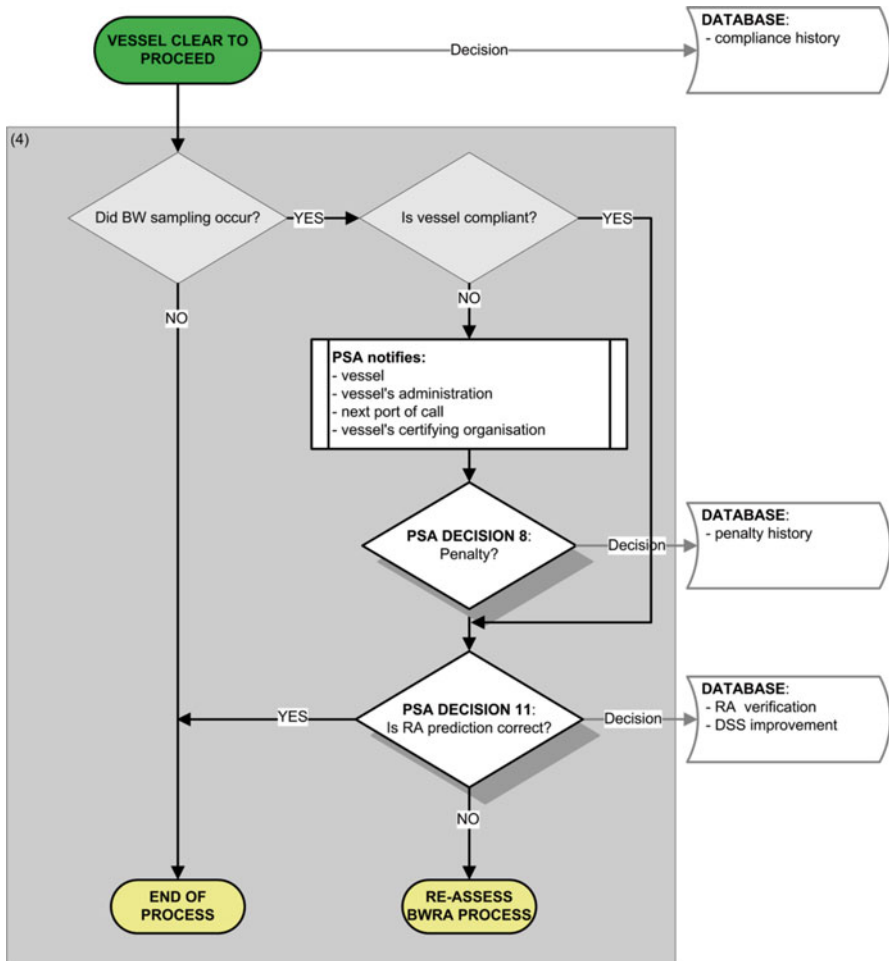 VESSEL CLEAR TO
PROCEED
Decision
DATABASE:
- compliance history
(4)
Did BW sampling occur?
YES
Is vessel compliant?
YES
NO
NO
PSA notifies:
- vessel
- vessel's administration
- next port of call
- vessel's certifying organisation
PSA DECISION 8:
Penalty?
Decision
DATABASE:
- penalty history
PSA DECISION 11:
Is RA prediction correct?
YES
Decision
DATABASE:
- RA verification
- DSS improvement
NO
END OF
PROCESS
RE-ASSESS
BWRA PROCESS